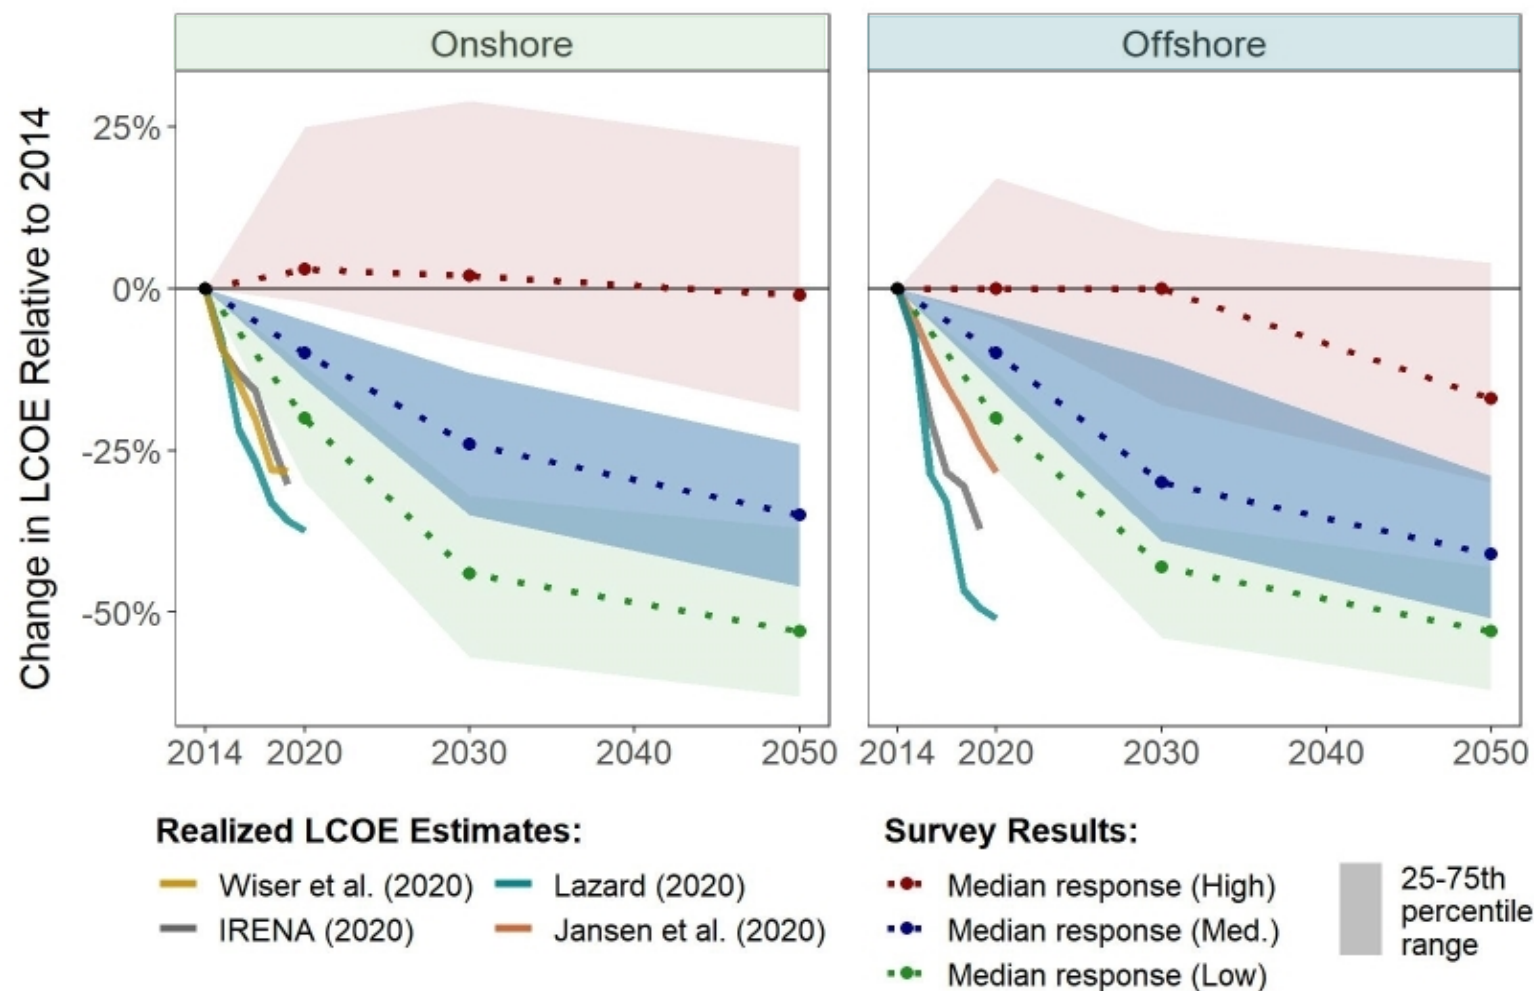 Onshore
Offshore
Change in LCOE Relative to 2014
25%
0%
-25%
-50%
2014 2020 2030 2040 2050
2014 2020 2030 2040 2050
Realized LCOE Estimates:
Wiser et al. (2020)
Lazard (2020)
IRENA (2020)
Jansen et al. (2020)
Survey Results:
Median response (High)
Median response (Med.)
Median response (Low)
25-75th
percentile
range